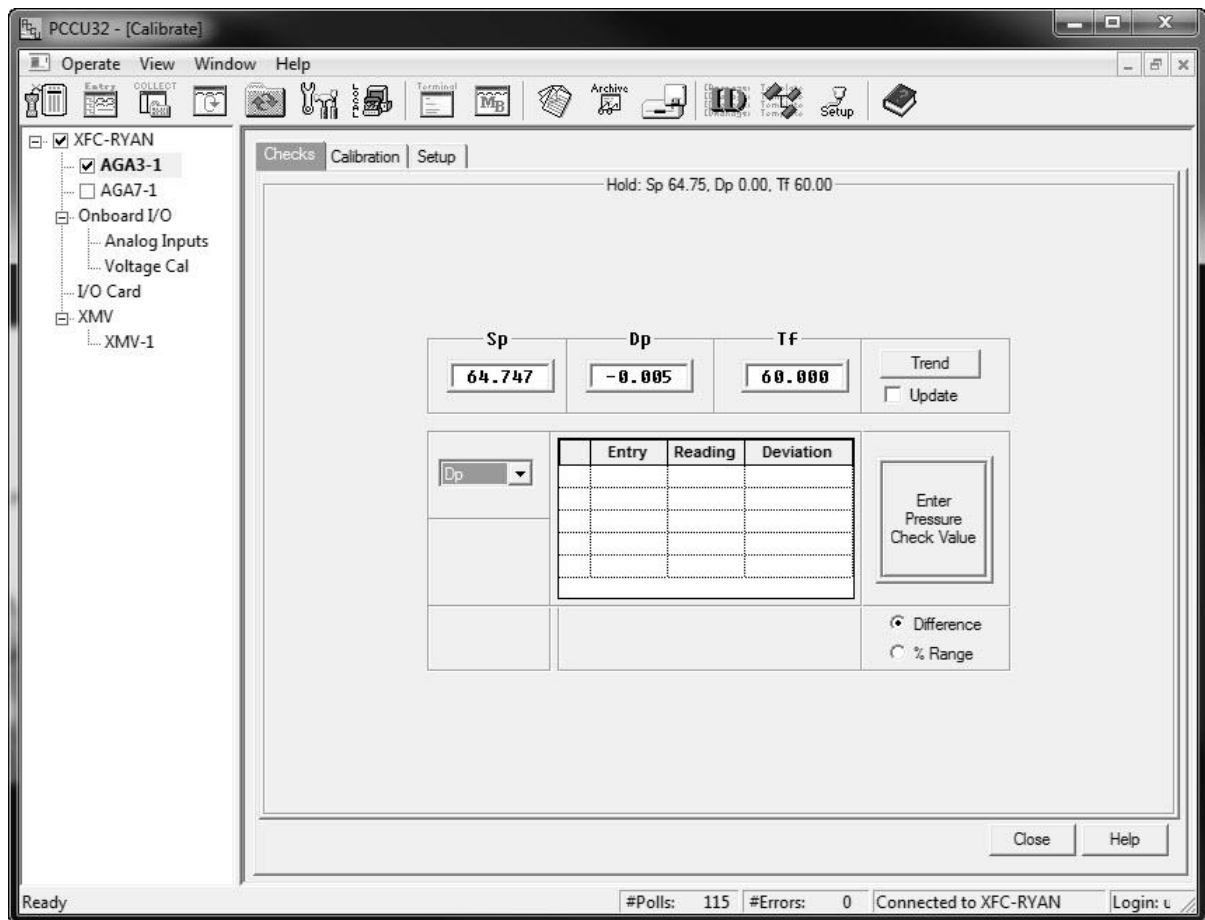 PCCU32 - [Calibrate]
Operate View Window Help
Entry COLLECT LOAD Terminal MB Archive Setup
XFC-RYAN
AGA3-1
AGA7-1
Onboard I/O
Analog Inputs
Voltage Cal
I/O Card
XMV
XMV-1
Checks Calibration Setup
Hold: Sp 64.75, Dp 0.00, Tf 60.00
Sp Dp Tf
64.747 -0.005 60.000
Trend
Update
Dp
Entry Reading Deviation
Enter
Pressure
Check Value
Difference
% Range
Close Help
Ready #Polls: 115 #Errors: 0 Connected to XFC-RYAN Login: u